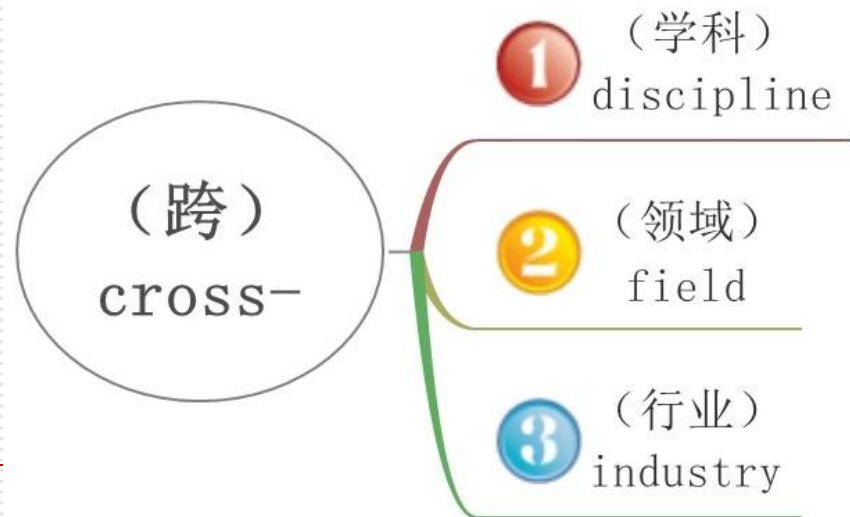 （跨）
cross-
1
（学科）
discipline
2
（领域）
field
3
（行业）
industry